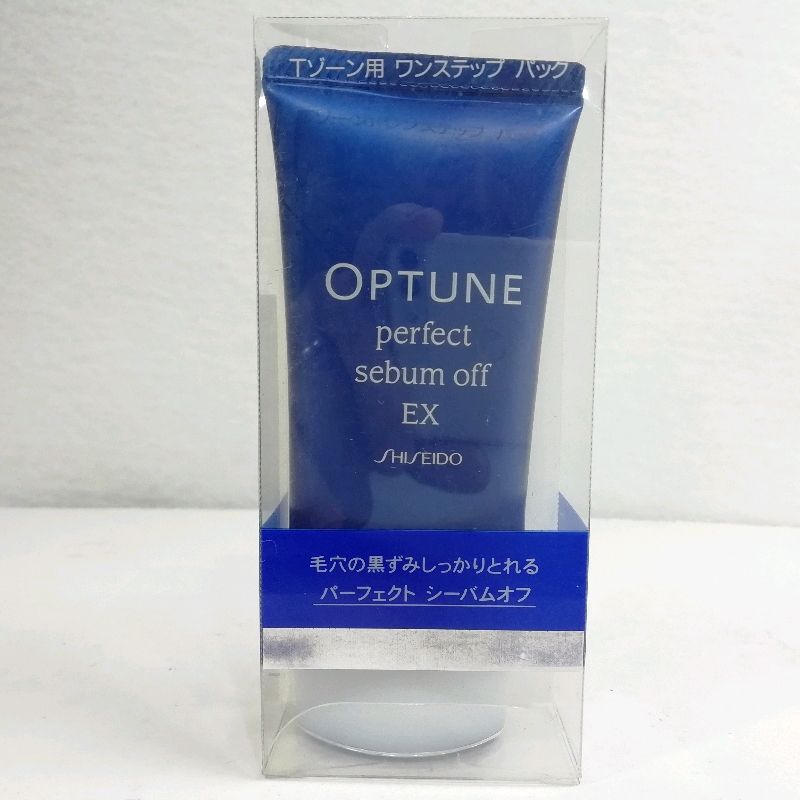 Tゾーン用 ワンステップ パック
OPTUNE
perfect
sebum off
EX
SHISEIDO
毛穴の黒ずみしっかりとれる
パーフェクト シーバムオフ